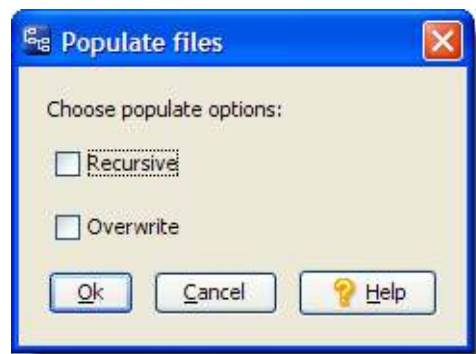 Populate files
Choose populate options:
Recursive
Overwrite
Ok Cancel Help